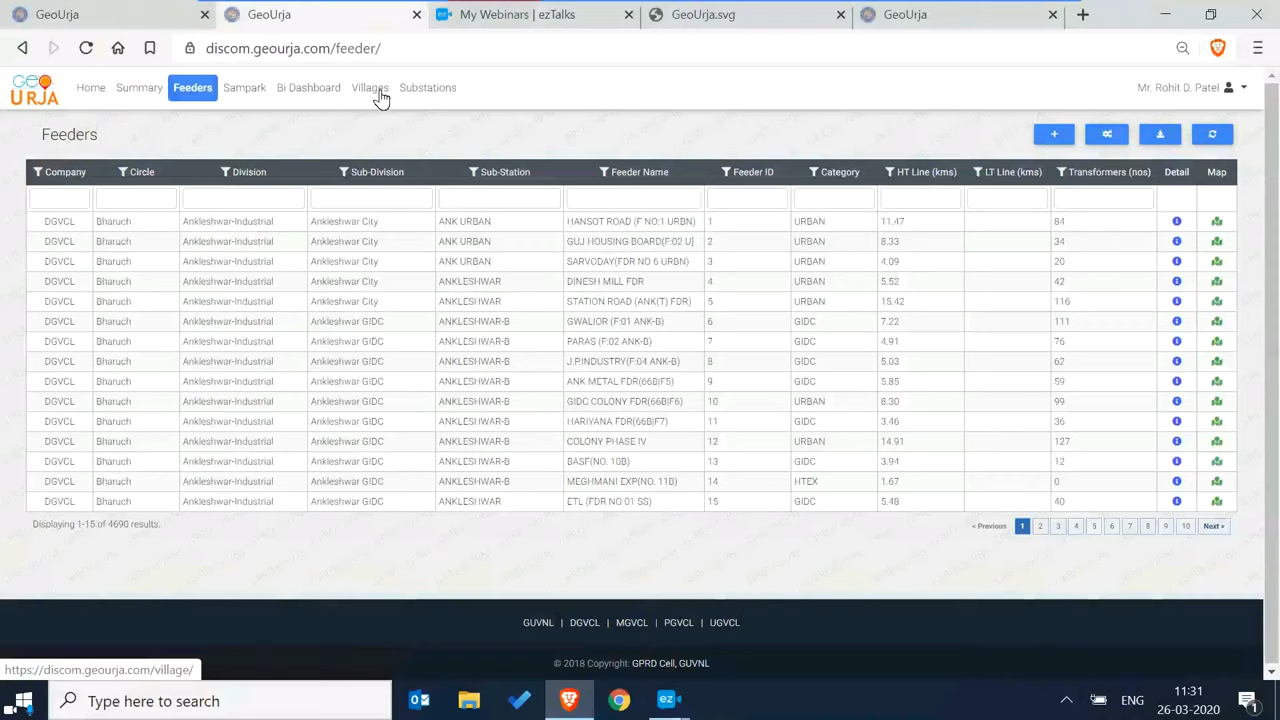 GeoUrja
GeoUrja
My Webinars | ezTalks
GeoUrja.svg
GeoUrja
discom.geourja.com/feeder/
GEO URJA
Home Summary Feeders Sampark Bi Dashboard Villages Substations
Mr. Rohit D. Patel
Feeders
Company Circle Division Sub-Division Sub-Station Feeder Name Feeder ID Category HT Line (kms) LT Line (kms) Transformers (nos) Detail Map
DGVCL Bharuch Ankleshwar-Industrial Ankleshwar City ANK URBAN HANSOT ROAD (F NO:1 URBN) 1 URBAN 11.47 84
DGVCL Bharuch Ankleshwar-Industrial Ankleshwar City ANK URBAN GUJ HOUSING BOARD[F:02 U] 2 URBAN 8.33 34
DGVCL Bharuch Ankleshwar-Industrial Ankleshwar City ANK URBAN SARVODAY(FDR NO 6 URBN) 3 URBAN 4.09 20
DGVCL Bharuch Ankleshwar-Industrial Ankleshwar City ANKLESHWAR DINESH MILL FDR 4 URBAN 5.52 42
DGVCL Bharuch Ankleshwar-Industrial Ankleshwar City ANKLESHWAR STATION ROAD (ANK(T) FDR) 5 URBAN 15.42 116
DGVCL Bharuch Ankleshwar-Industrial Ankleshwar GIDC ANKLESHWAR-B GWALIOR (F:01 ANK-B) 6 GIDC 7.22 111
DGVCL Bharuch Ankleshwar-Industrial Ankleshwar GIDC ANKLESHWAR-B PARAS (F:02 ANK-B) 7 GIDC 4.91 76
DGVCL Bharuch Ankleshwar-Industrial Ankleshwar GIDC ANKLESHWAR-B J.P.INDUSTRY(F:04 ANK-B) 8 GIDC 5.03 62
DGVCL Bharuch Ankleshwar-Industrial Ankleshwar GIDC ANKLESHWAR-B ANK METAL FDR(66B|F5) 9 GIDC 5.85 59
DGVCL Bharuch Ankleshwar-Industrial Ankleshwar GIDC ANKLESHWAR-B GIDC COLONY FDR(66B|F6) 10 URBAN 8.30 99
DGVCL Bharuch Ankleshwar-Industrial Ankleshwar GIDC ANKLESHWAR-B HARIYANA FDR(66B|F7) 11 GIDC 3.46 36
DGVCL Bharuch Ankleshwar-Industrial Ankleshwar GIDC ANKLESHWAR-B COLONY PHASE IV 12 URBAN 14.91 127
DGVCL Bharuch Ankleshwar-Industrial Ankleshwar GIDC ANKLESHWAR-B BASF(NO. 10B) 13 GIDC 3.94 12
DGVCL Bharuch Ankleshwar-Industrial Ankleshwar GIDC ANKLESHWAR-B MEGHMANI EXP(NO. 11B) 14 HTEX 1.67 0
DGVCL Bharuch Ankleshwar-Industrial Ankleshwar GIDC ANKLESHWAR ETL (FDR NO 01 SS) 15 GIDC 5.48 40
Displaying 1-15 of 4690 results.
< Previous 1 2 3 4 5 6 7 8 9 10 Next >
GUVNL | DGVCL | MGVCL | PGVCL | UGVCL
© 2018 Copyright: GPRD Cell, GUVNL
https://discom.geourja.com/village/
Type here to search
ez
ENG
11:31
26-03-2020
1